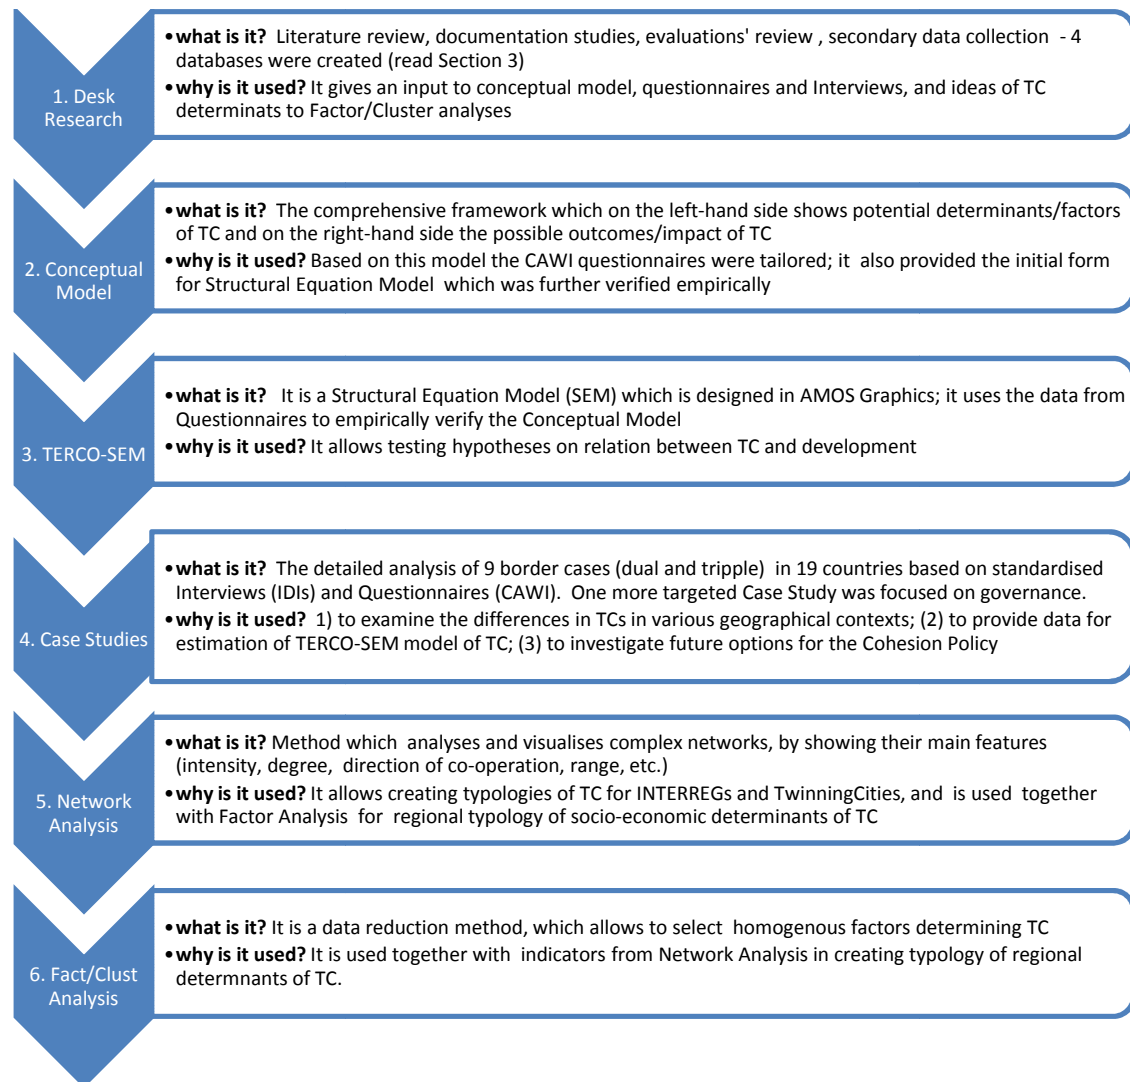 1. Desk
Research
•what is it? Literature review, documentation studies, evaluations' review , secondary data collection - 4
databases were created (read Section 3)
•why is it used? It gives an input to conceptual model, questionnaires and Interviews, and ideas of TC
determinats to Factor/Cluster analyses
2. Conceptual
Model
•what is it? The comprehensive framework which on the left-hand side shows potential determinants/factors
of TC and on the right-hand side the possible outcomes/impact of TC
•why is it used? Based on this model the CAWI questionnaires were tailored; it also provided the initial form
for Structural Equation Model which was further verified empirically
3. TERCO-SEM
•what is it? It is a Structural Equation Model (SEM) which is designed in AMOS Graphics; it uses the data from
Questionnaires to empirically verify the Conceptual Model
•why is it used? It allows testing hypotheses on relation between TC and development
4. Case Studies
•what is it? The detailed analysis of 9 border cases (dual and tripple) in 19 countries based on standardised
Interviews (IDIs) and Questionnaires (CAWI). One more targeted Case Study was focused on governance.
•why is it used? 1) to examine the differences in TCs in various geographical contexts; (2) to provide data for
estimation of TERCO-SEM model of TC; (3) to investigate future options for the Cohesion Policy
5. Network
Analysis
•what is it? Method which analyses and visualises complex networks, by showing their main features
(intensity, degree, direction of co-operation, range, etc.)
•why is it used? It allows creating typologies of TC for INTERREGs and TwinningCities, and is used together
with Factor Analysis for regional typology of socio-economic determinants of TC
6. Fact/Clust
Analysis
•what is it? It is a data reduction method, which allows to select homogenous factors determining TC
•why is it used? It is used together with indicators from Network Analysis in creating typology of regional
determnants of TC.